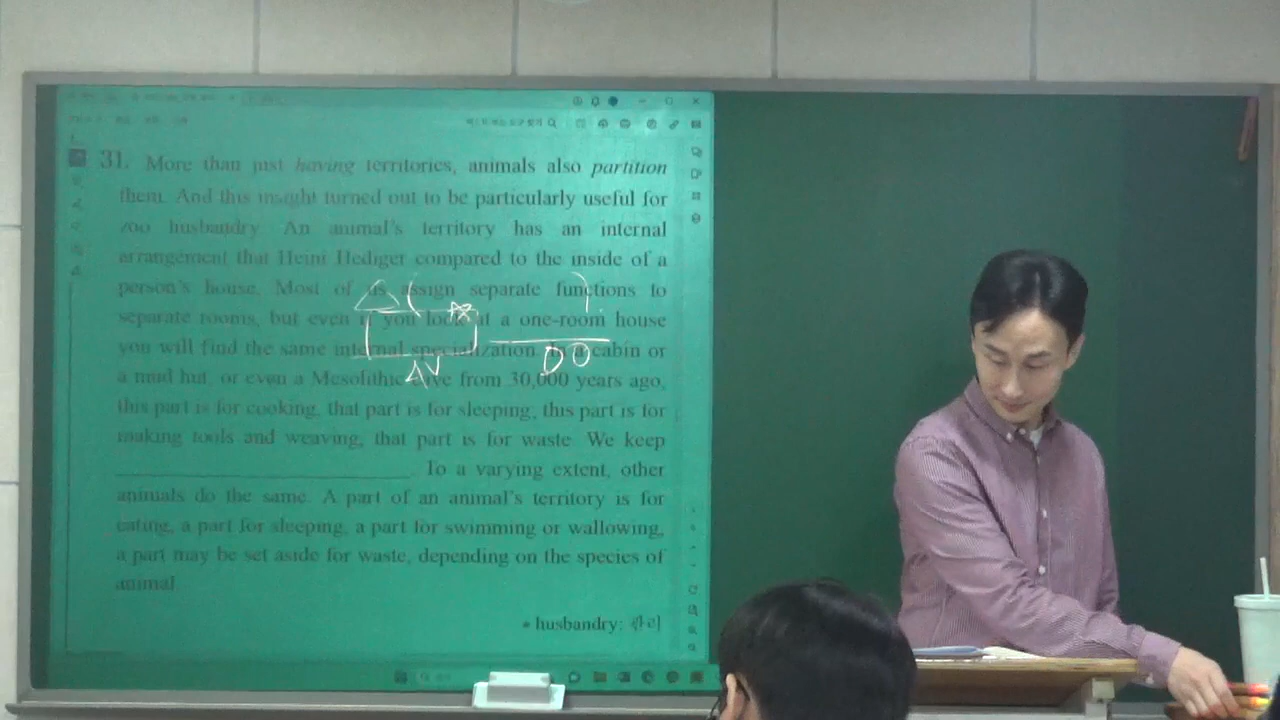 31. More than just having territories, animals also partition
them. And this insight turned out to be particularly useful for
zoo husbandry. An animal's territory has an internal
arrangement that Heini Hediger compared to the inside of a
person's house. Most of us assign separate functions to
separate rooms, but even if you look at a one-room house
you will find the same internal specialization. In a cabin or
a mud hut, or even a Mesolithic cave from 30,000 years ago,
this part is for cooking, that part is for sleeping, this part is for
making tools and weaving, that part is for waste. We keep
. To a varying extent, other
animals do the same. A part of an animal's territory is for
eating, a part for sleeping, a part for swimming or wallowing,
a part may be set aside for waste, depending on the species of
animal.
* husbandry: 관리